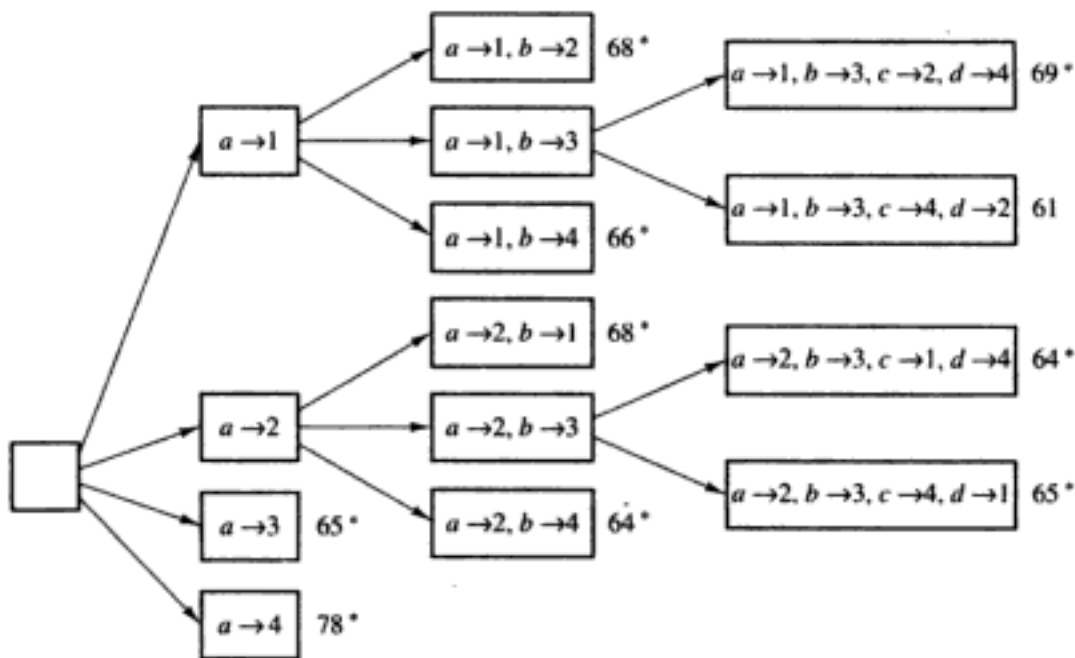 a →1, b →2 68*
a →1, b →3, c →2, d →4 69*
a →1
a →1, b →3
a →1, b →3, c →4, d →2 61
a →1, b →4 66*
a →2, b →1 68*
a →2, b →3, c →1, d →4 64*
a →2
a →2, b →3
a →2, b →3, c →4, d →1 65*
a →3 65*
a →2, b →4 64*
a →4 78*